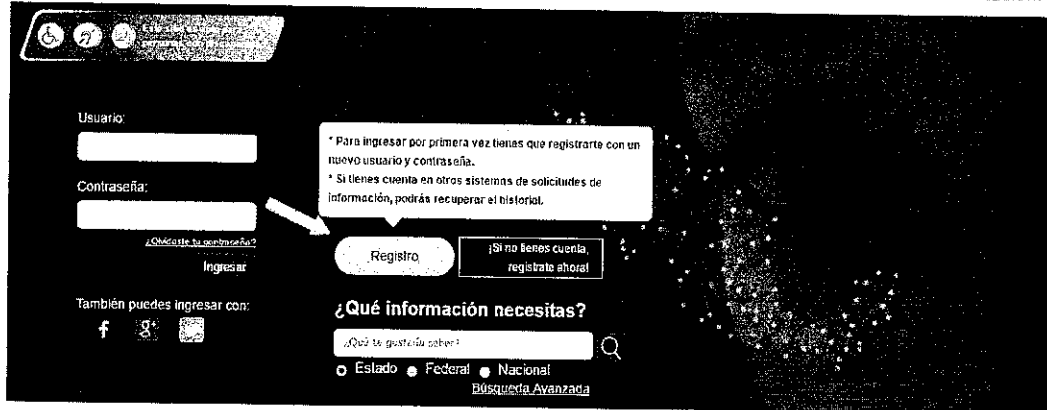 Usuario:
* Para ingresar por primera vez tienes que registrarte con un
nuevo usuario y contraseña.
* Si tienes cuenta en otros sistemas de solicitudes de
información, podrás recuperar el historial.
Contraseña:
¿Olvidaste tu contraseña?
Ingresar
Registro
¡Si no tienes cuenta,
registrate ahora!
También puedes ingresar con:
f g+
¿Qué información necesitas?
¿Qué te gustaría saber?
Estado Federal Nacional
Búsqueda Avanzada